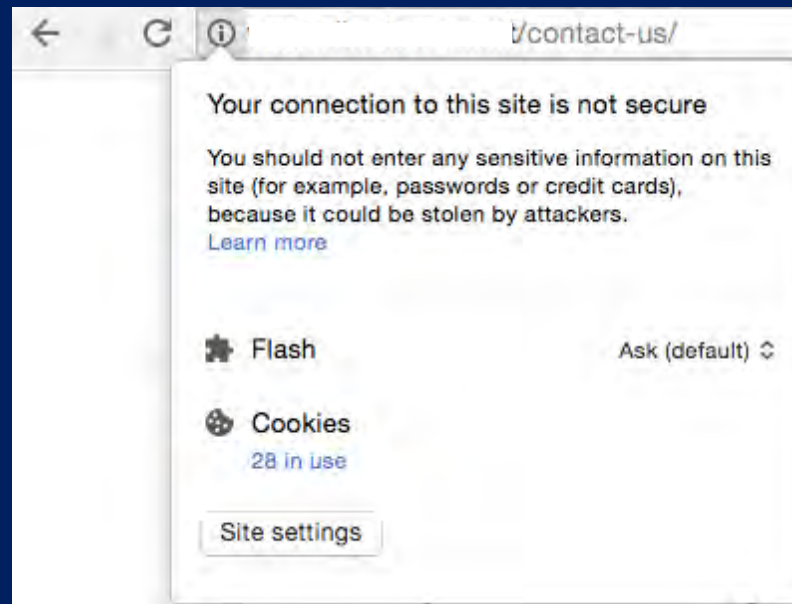 /contact-us/
Your connection to this site is not secure
You should not enter any sensitive information on this
site (for example, passwords or credit cards),
because it could be stolen by attackers.
Learn more
Flash Ask (default)
Cookies
28 in use
Site settings